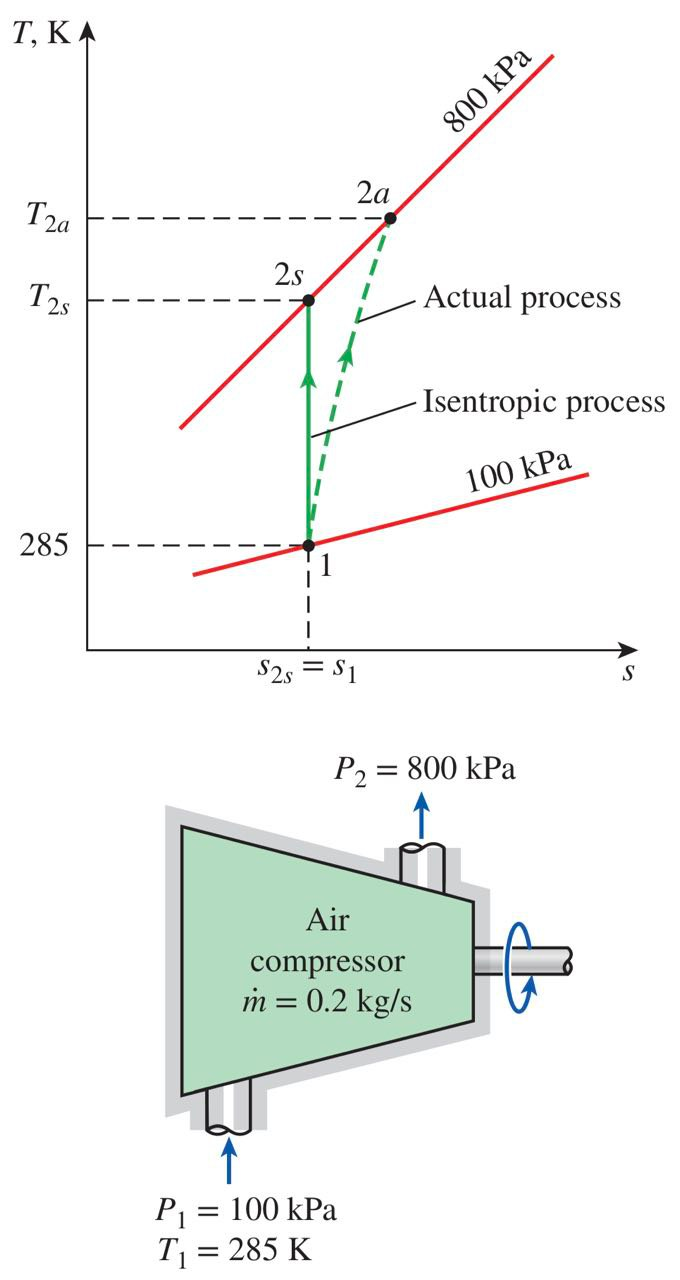 T, K
800 kPa
2a
T2a
2s
T2s
Actual process
Isentropic process
100 kPa
285
1
s2s = s1
s
P2 = 800 kPa
Air
compressor
ṁ = 0.2 kg/s
P1 = 100 kPa
T1 = 285 K